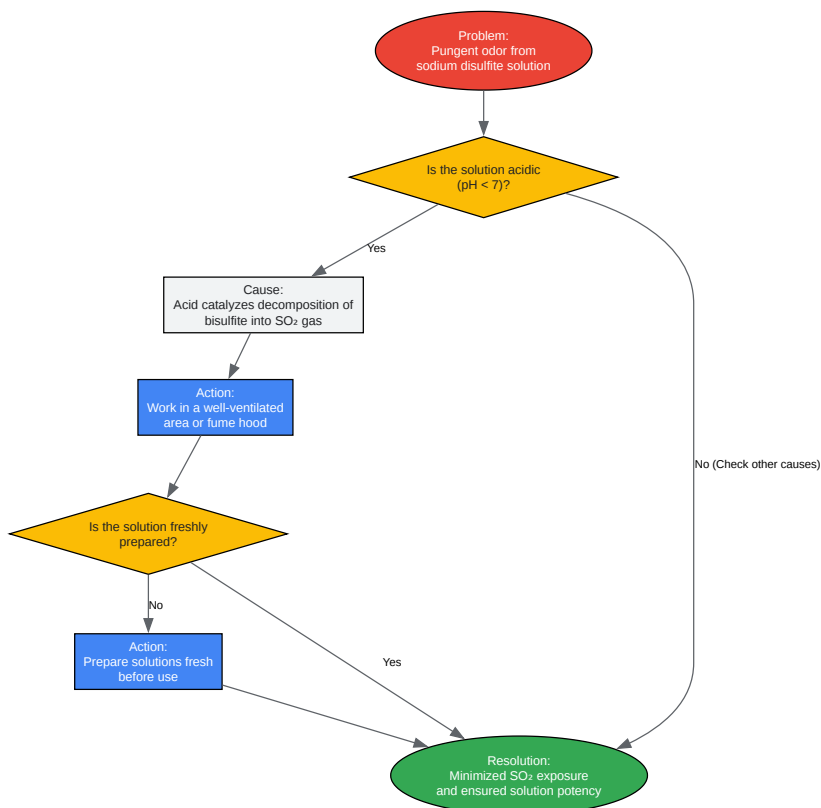 Problem:
Pungent odor from
sodium disulfite solution
Is the solution acidic
(pH < 7)?
Yes
Cause:
Acid catalyzes decomposition of
bisulfite into SO₂ gas
Action:
Work in a well-ventilated
area or fume hood
No (Check other causes)
Is the solution freshly
prepared?
No
Action:
Prepare solutions fresh
before use
Yes
Resolution:
Minimized SO₂ exposure
and ensured solution potency